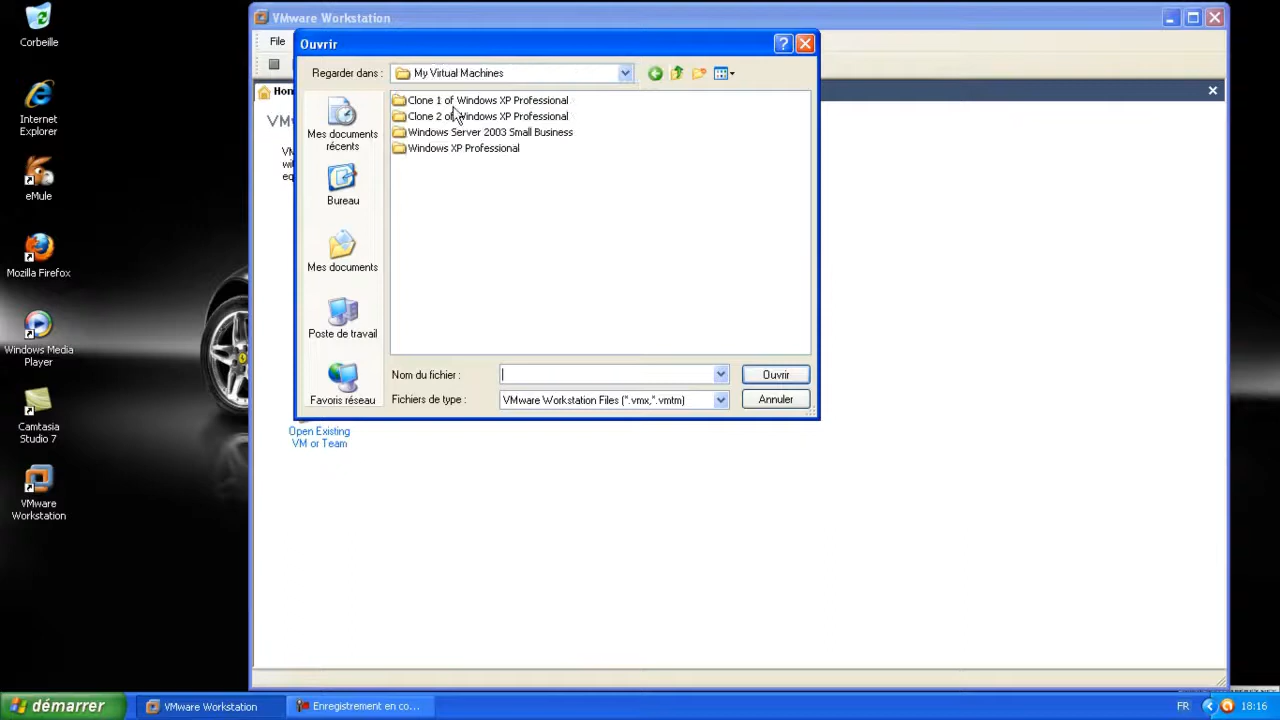 Corbeille
Internet
Explorer
eMule
Mozilla Firefox
Windows Media
Player
Camtasia
Studio 7
VMware
Workstation
VMware Workstation
File
Hom
VM
VM
wit
eq
Ouvrir
Regarder dans :
My Virtual Machines
Mes documents
récents
Bureau
Mes documents
Poste de travail
Favoris réseau
Clone 1 of Windows XP Professional
Clone 2 of Windows XP Professional
Windows Server 2003 Small Business
Windows XP Professional
Nom du fichier :
Ouvrir
Fichiers de type :
VMware Workstation Files (*.vmx,*.vmtm)
Annuler
Open Existing
VM or Team
démarrer
VMware Workstation
Enregistrement en co...
FR
18:16